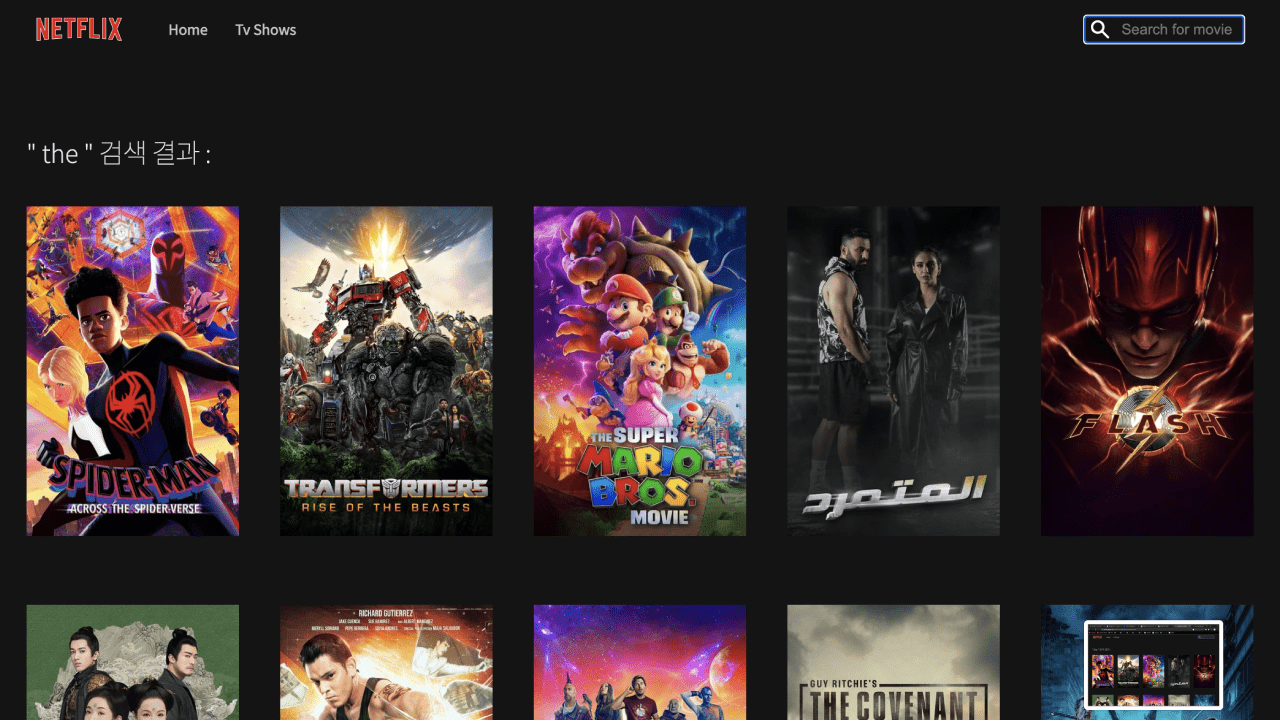 NETFLIX
Home
Tv Shows
Search for movie
" the " 검색 결과 :
SPIDER-MAN
ACROSS THE SPIDER-VERSE
TRANSFORMERS
RISE OF THE BEASTS
THE SUPER
MARIO
BROS.
MOVIE
المتمرد
FLASH
RICHARD GUTIERREZ
GUY RITCHIE'S
THE COVENANT